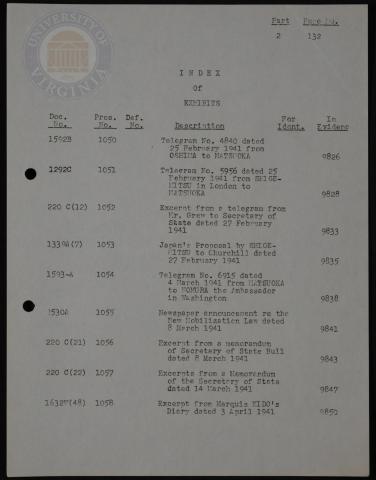 UNIVERSITY OF VIRGINIA
Part Page No.
2 132
INDEX
Of
EXHIBITS
Doc. No. Pros. No. Def. No. Description For Ident. In Evidence
1592B 1050 Telegram No. 4840 dated
25 February 1941 from
OSHIMA to MATSUOKA 9826
1292C 1051 Telegram No. 5956 dated 25
February 1941 from SHIGE-
MITSU in London to
MATSUOKA 9828
220 C(12) 1052 Excerpt from a telegram from
Mr. Grew to Secretary of
State dated 27 February
1941 9833
1339A(7) 1053 Japan's Proposal by SHIGE-
MITSU to Churchill dated
27 February 1941 9835
1593-A 1054 Telegram No. 6915 dated
4 March 1941 from MATSUOKA
to NOMURA the Ambassador
in Washington 9838
1530A 1055 Newspaper announcement re the
New Mobilization Law dated
8 March 1941 9841
220 C(21) 1056 Excerpt from a memorandum
of Secretary of State Hull
dated 8 March 1941 9843
220 C(22) 1057 Excerpts from a Memorandum
of the Secretary of State
dated 14 March 1941 9847
1632W(48) 1058 Excerpt from Marquis KIDO's
Diary dated 3 April 1941 9850